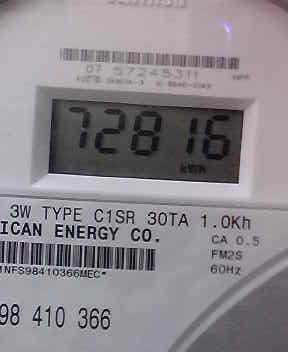 07 57245311
72816
kWh
3W TYPE C1SR 30TA 1.0Kh
ICAN ENERGY CO.
CA 0.5
FM2S
60Hz
1NFS98410366MEC*
98 410 366